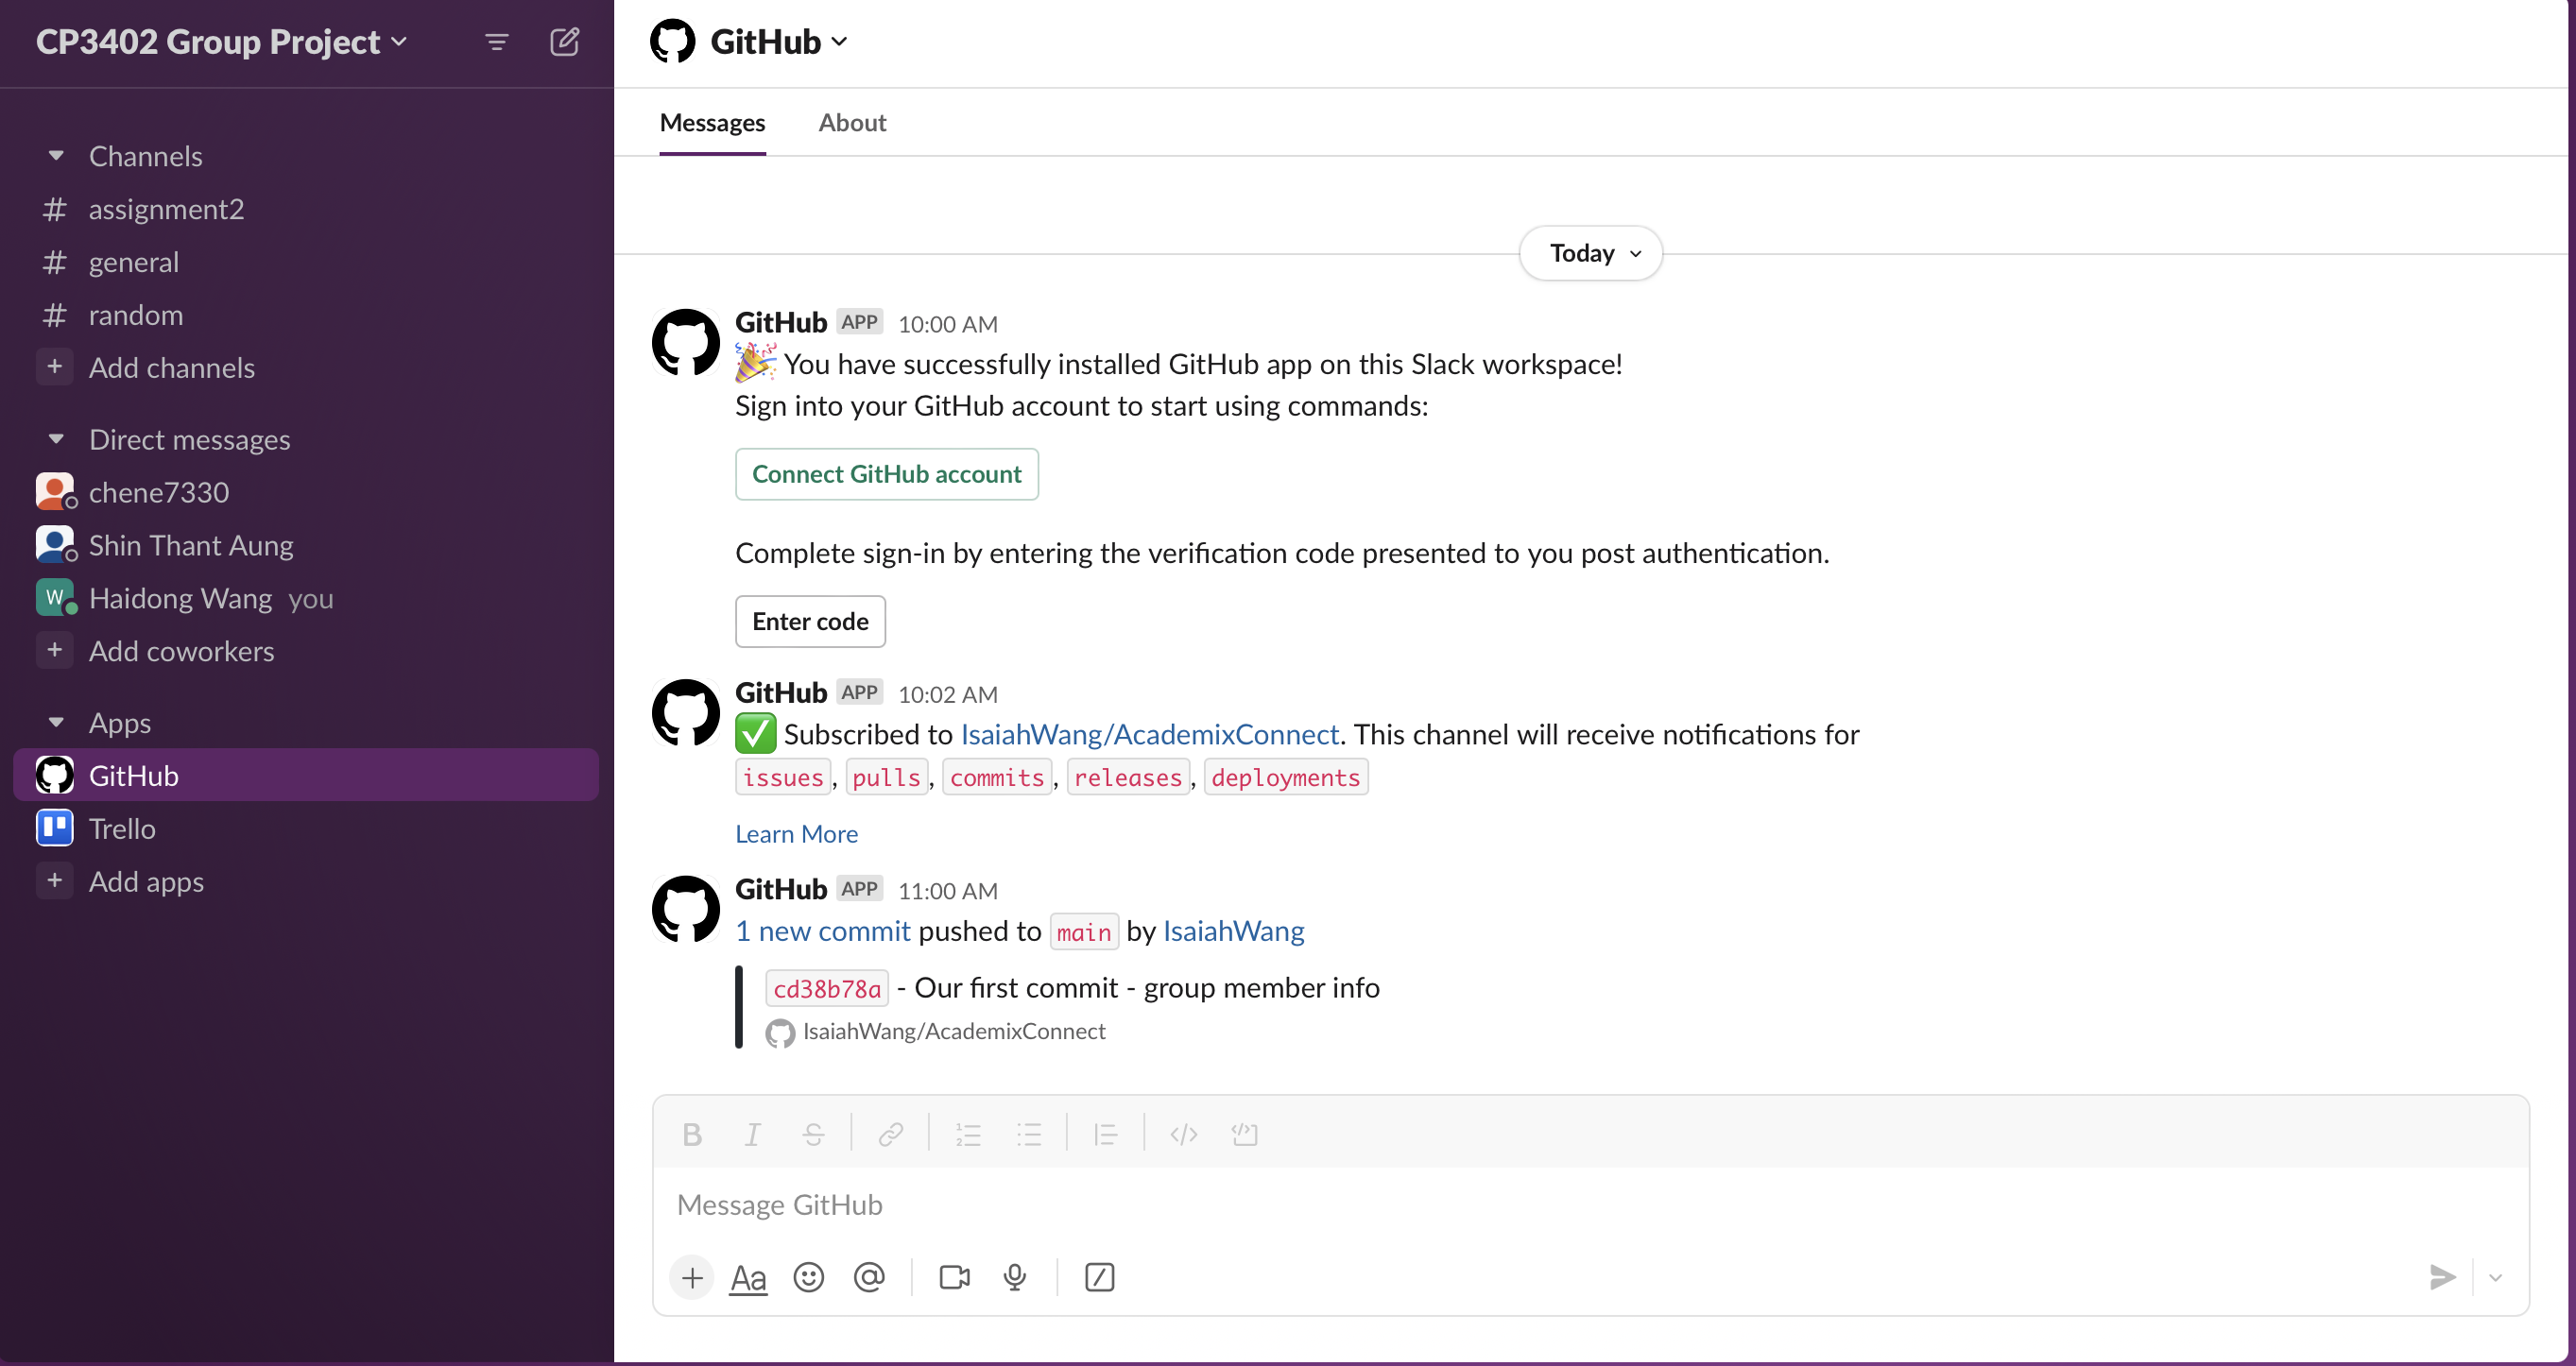 CP3402 Group Project
Channels
# assignment2
# general
# random
+ Add channels
Direct messages
chene7330
Shin Thant Aung
W Haidong Wang you
+ Add coworkers
Apps
GitHub
Trello
+ Add apps
GitHub
Messages About
Today
GitHub APP 10:00 AM
🎉 You have successfully installed GitHub app on this Slack workspace!
Sign into your GitHub account to start using commands:
Connect GitHub account
Complete sign-in by entering the verification code presented to you post authentication.
Enter code
GitHub APP 10:02 AM
✅ Subscribed to IsaiahWang/AcademixConnect. This channel will receive notifications for
issues, pulls, commits, releases, deployments
Learn More
GitHub APP 11:00 AM
1 new commit pushed to main by IsaiahWang
cd38b78a - Our first commit - group member info
IsaiahWang/AcademixConnect
Message GitHub
Aa